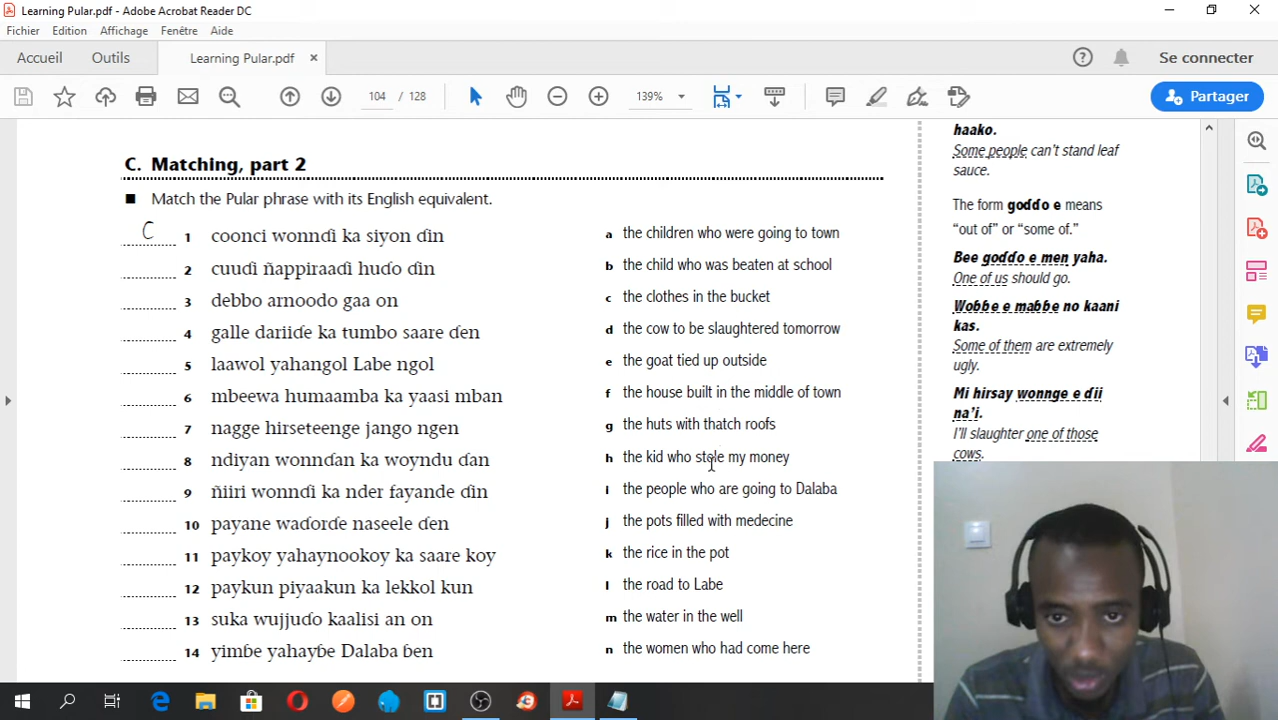 Learning Pular.pdf - Adobe Acrobat Reader DC
Fichier Edition Affichage Fenêtre Aide
Accueil Outils Learning Pular.pdf × Se connecter
104 / 128 139% Partager
C. Matching, part 2
■ Match the Pular phrase with its English equivalent.
C 1 coonci wonnɗi ka siyon ɗin
2 cuuɗi ñappiraaɗi huɗo ɗin
3 debbo arnooɗo gaa on
4 galle dariiɗe ka tumbo saare ɗen
5 laawol yahangol Labe ngol
6 mbeewa humaamba ka yaasi mban
7 nagge hirseteenge jango ngen
8 ndiyan wonnɗan ka woyndu ɗan
9 ñiiri wonnɗi ka nder fayande ɗin
10 payane waɗorɗe naseele ɗen
11 paykoy yahaynookoy ka saare koy
12 paykun piyaakun ka lekkol kun
13 suka wujjuɗo kaalisi an on
14 yimɓe yahayɓe Dalaba ɓen
a the children who were going to town
b the child who was beaten at school
c the clothes in the bucket
d the cow to be slaughtered tomorrow
e the goat tied up outside
f the house built in the middle of town
g the huts with thatch roofs
h the kid who stole my money
I the people who are going to Dalaba
j the pots filled with medecine
k the rice in the pot
l the road to Labe
m the water in the well
n the women who had come here
haako.
Some people can't stand leaf
sauce.
The form goɗɗo e means
“out of” or “some of.”
Bee goɗɗo e men yaha.
One of us should go.
Woɓɓe e maɓɓe no kaani
kas.
Some of them are extremely
ugly.
Mi hirsay wonnge e ɗii
na'i.
I'll slaughter one of those
cows.